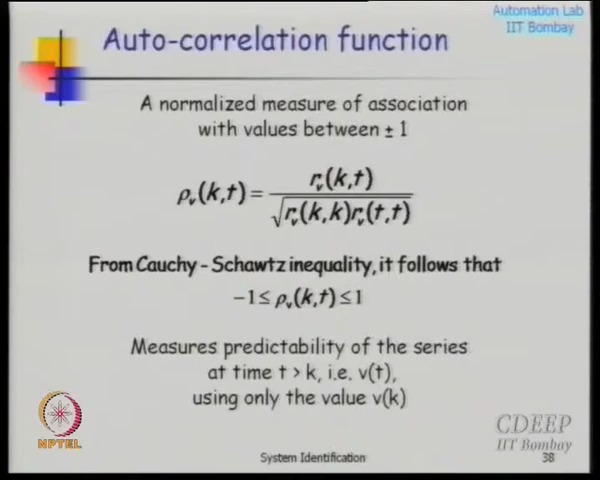 Automation Lab
IIT Bombay
Auto-correlation function
A normalized measure of association
with values between ± 1
ρᵥ(k,t) = rᵥ(k,t) / √rᵥ(k,k)rᵥ(t,t)
From Cauchy - Schawtz inequality, it follows that
−1 ≤ ρᵥ(k,t) ≤ 1
Measures predictability of the series
at time t > k, i.e. v(t),
using only the value v(k)
NPTEL
CDEEP
IIT Bombay
System Identification
38